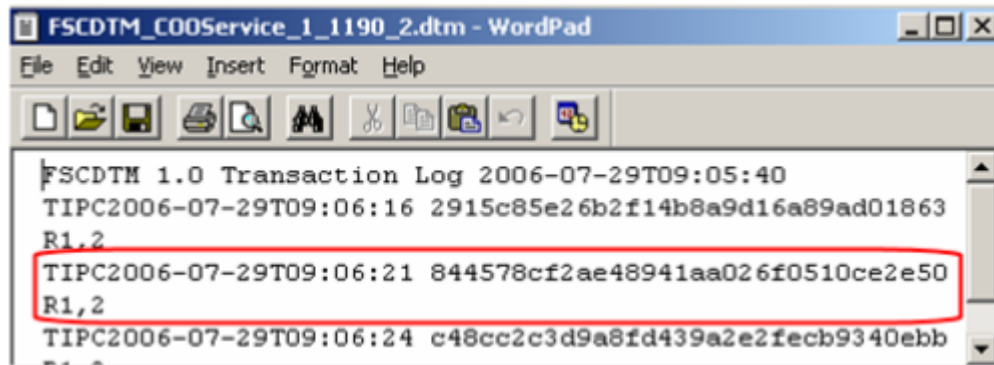 FSCDTM_COOService_1_1190_2.dtm - WordPad
File Edit View Insert Format Help
FSCDTM 1.0 Transaction Log 2006-07-29T09:05:40
TIPC2006-07-29T09:06:16 2915c85e26b2f14b8a9d16a89ad01863
R1,2
TIPC2006-07-29T09:06:21 844578cf2ae48941aa026f0510ce2e50
R1,2
TIPC2006-07-29T09:06:24 c48cc2c3d9a8fd439a2e2fecb9340ebb